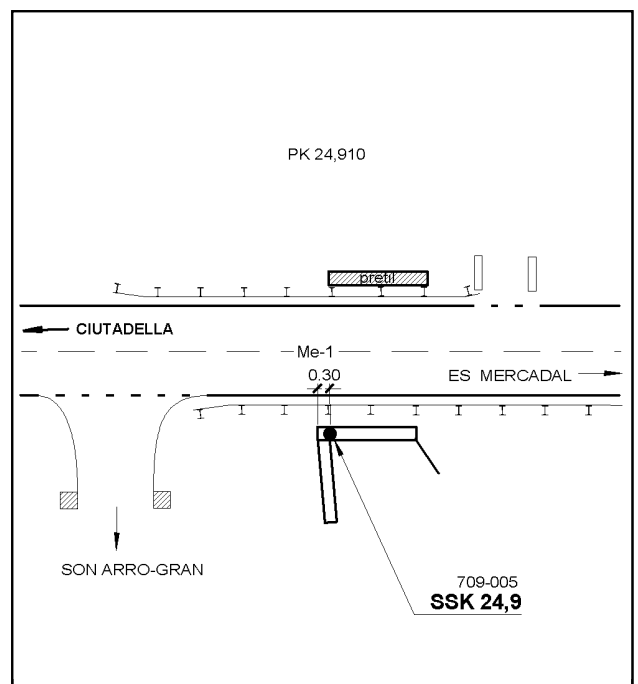 PK 24,910
pretil
CIUTADELLA
Me-1
0.30
ES MERCADAL
SON ARRO-GRAN
709-005
SSK 24,9